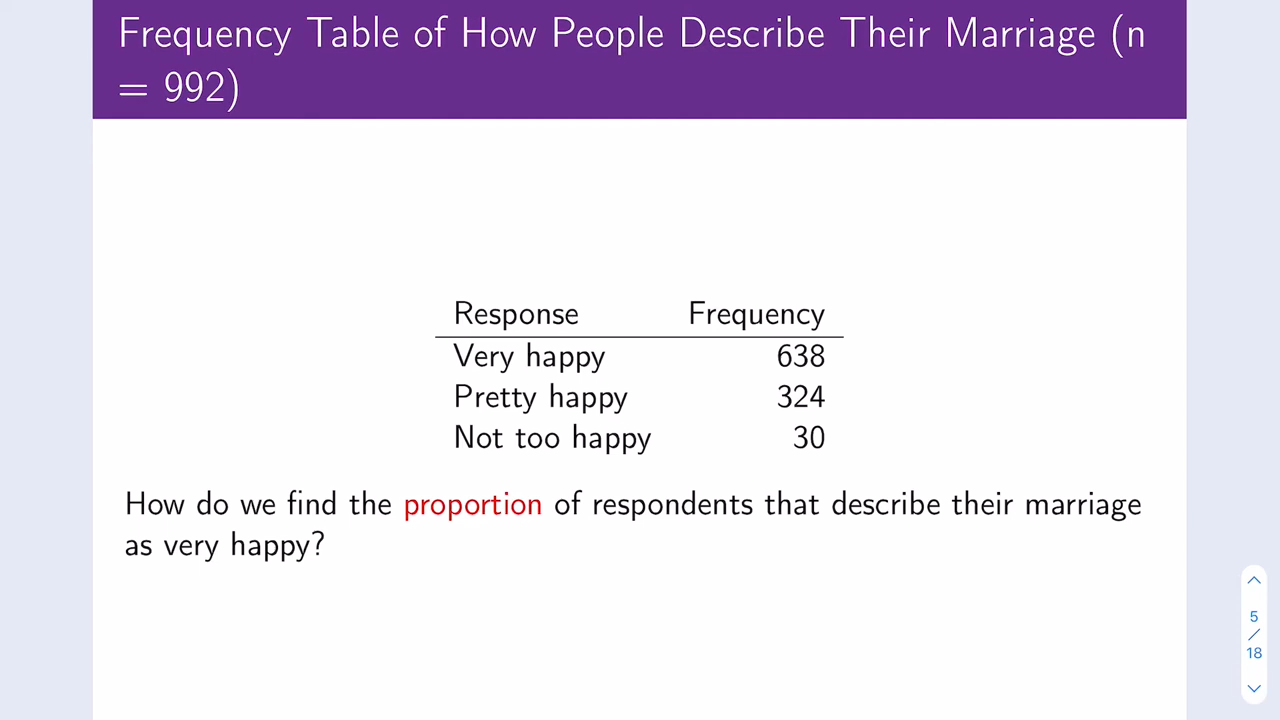 Frequency Table of How People Describe Their Marriage (n
= 992)
Response Frequency
Very happy 638
Pretty happy 324
Not too happy 30
How do we find the proportion of respondents that describe their marriage
as very happy?
5
/
18